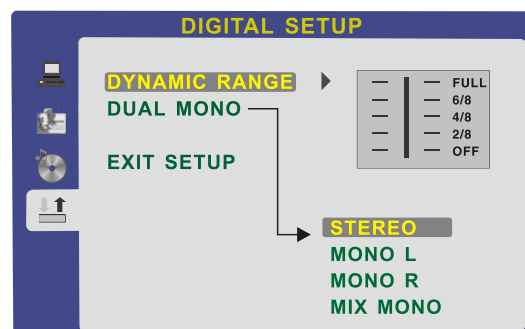 DIGITAL SETUP
DYNAMIC RANGE
DUAL MONO
EXIT SETUP
FULL
6/8
4/8
2/8
OFF
STEREO
MONO L
MONO R
MIX MONO